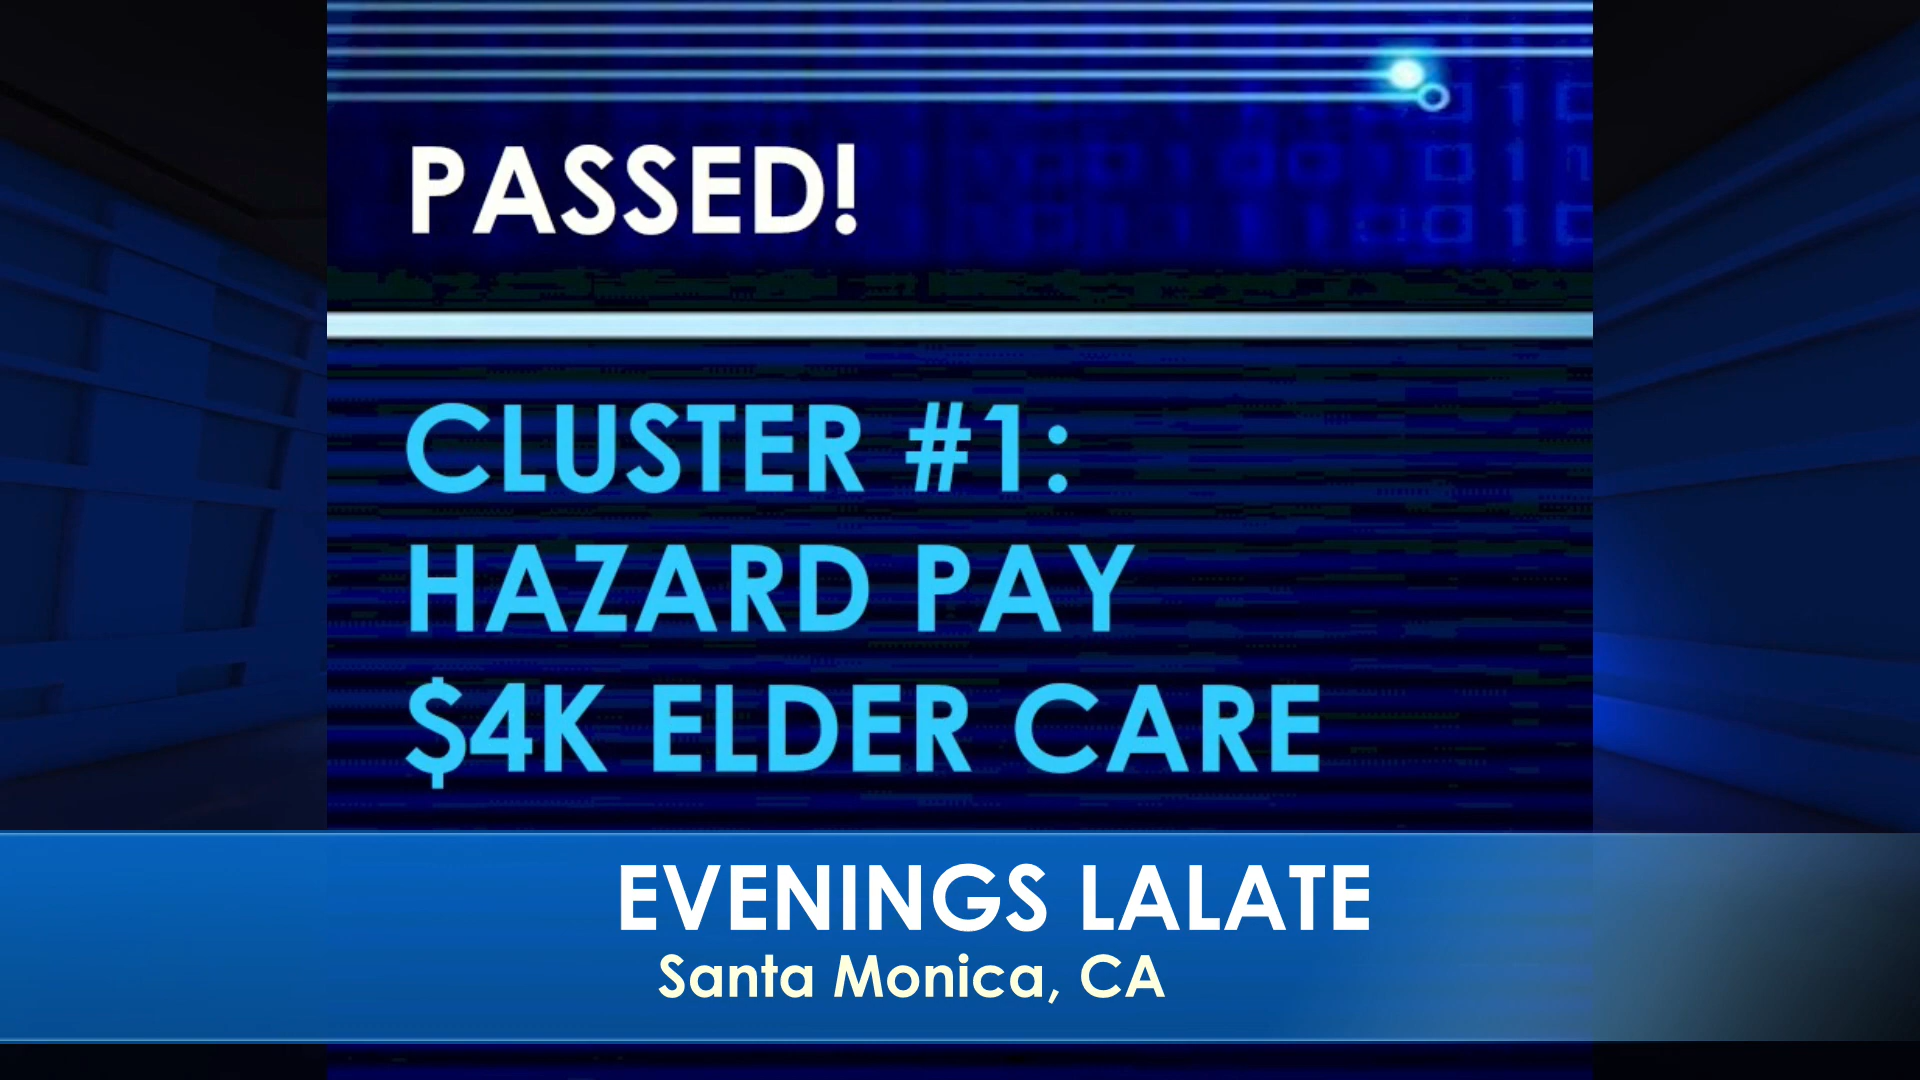 PASSED!
CLUSTER #1:
HAZARD PAY
$4K ELDER CARE
EVENINGS LALATE
Santa Monica, CA